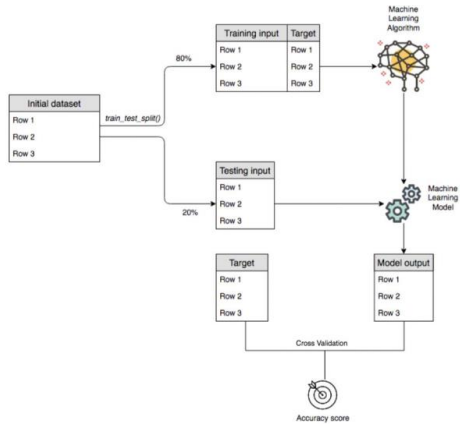 Machine
Learning
Algorithm
Training input Target
Row 1 Row 1
Row 2 Row 2
Row 3 Row 3
80%
Initial dataset
Row 1
Row 2
Row 3
train_test_split()
20%
Testing input
Row 1
Row 2
Row 3
Machine
Learning
Model
Target
Row 1
Row 2
Row 3
Model output
Row 1
Row 2
Row 3
Cross Validation
Accuracy score